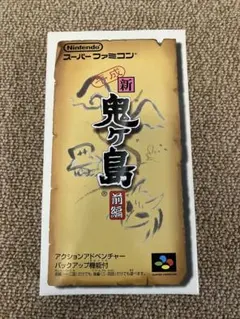 Nintendo
スーパーファミコン®
平成
新
鬼ヶ島
前編
アクションアドベンチャー
バックアップ機能付